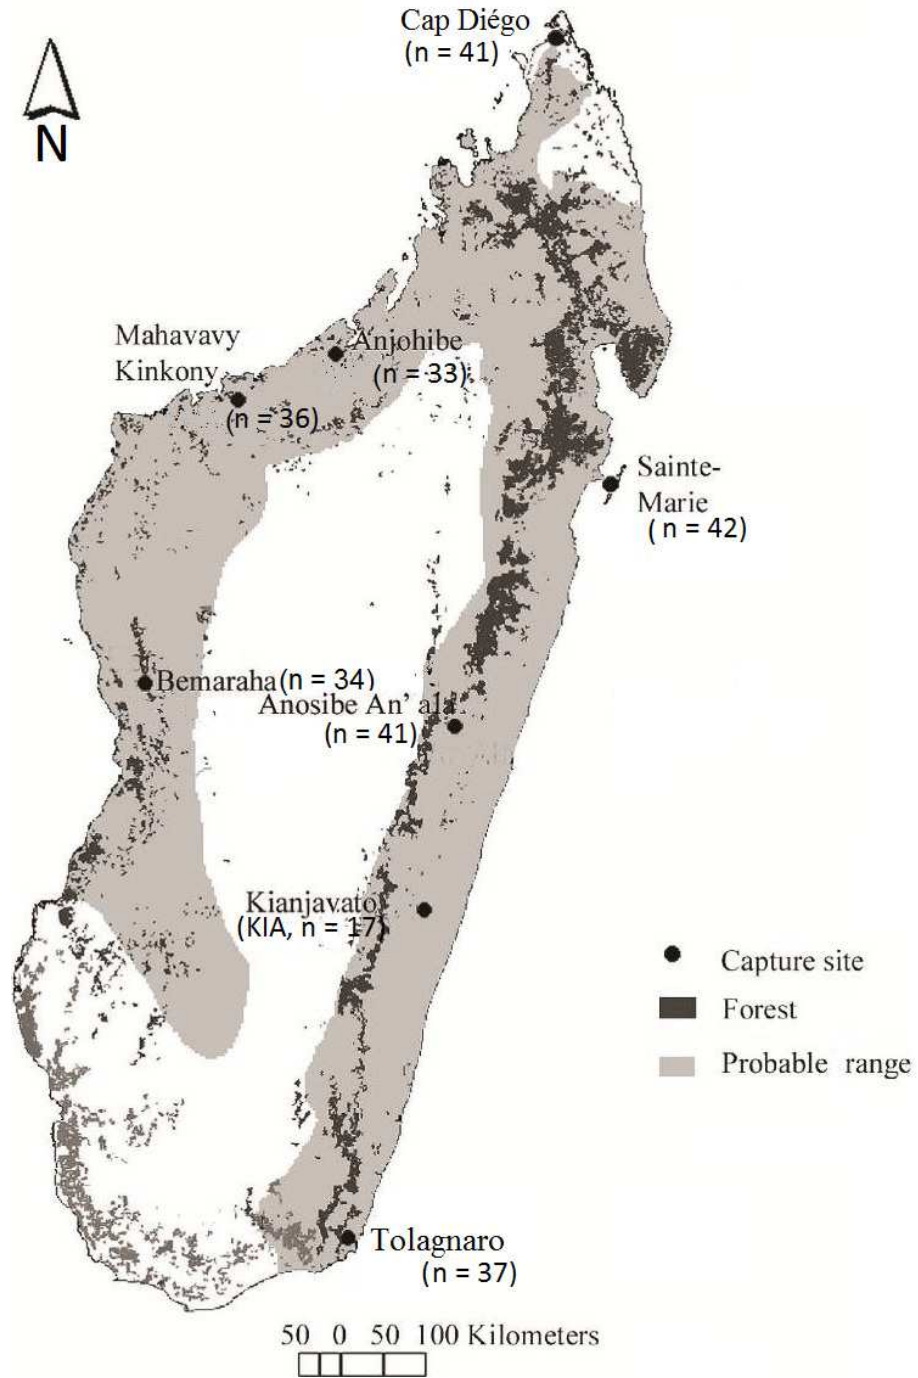 Cap Diégo
(n = 41)
N
Mahavavy
Kinkony
Anjohibe
(n = 33)
(n = 36)
Sainte-
Marie
( n = 42)
Bemaraha (n = 34)
Anosibe An' ala
(n = 41)
Kianjavato
(KIA, n = 17)
Capture site
Forest
Probable range
Tolagnaro
(n = 37)
50 0 50 100 Kilometers